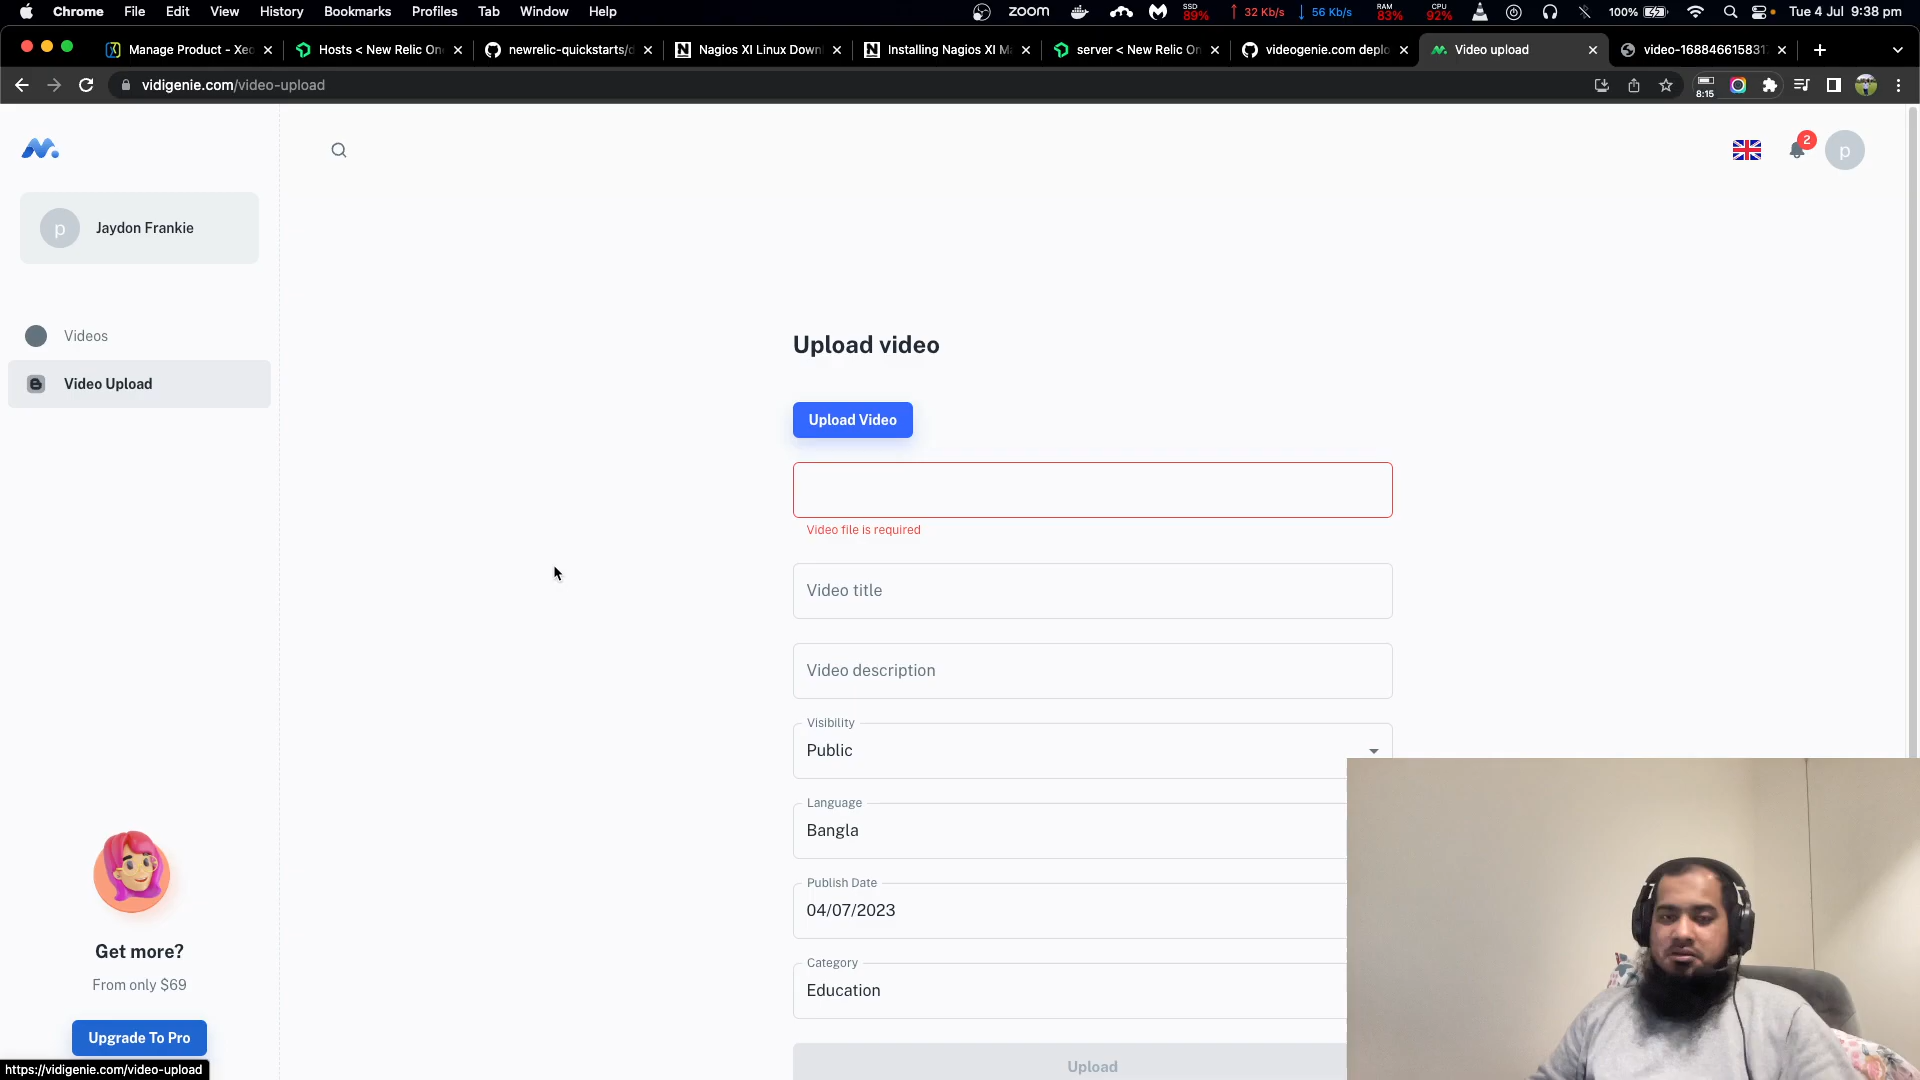 Chrome File Edit View History Bookmarks Profiles Tab Window Help
zoom SSD 89% ↑ 32 Kb/s ↓ 56 Kb/s RAM 83% CPU 92% 100% Tue 4 Jul 9:38 pm
Manage Product - Xeo
Hosts < New Relic On
newrelic-quickstarts/d
Nagios XI Linux Down
Installing Nagios XI M
server < New Relic On
videogenie.com deplo
Video upload
video-1688466158317
vidigenie.com/video-upload
8:15
2
p
p
Jaydon Frankie
Videos
Video Upload
Upload video
Upload Video
Video file is required
Video title
Video description
Visibility
Public
Language
Bangla
Publish Date
04/07/2023
Category
Education
Upload
Get more?
From only $69
Upgrade To Pro
https://vidigenie.com/video-upload